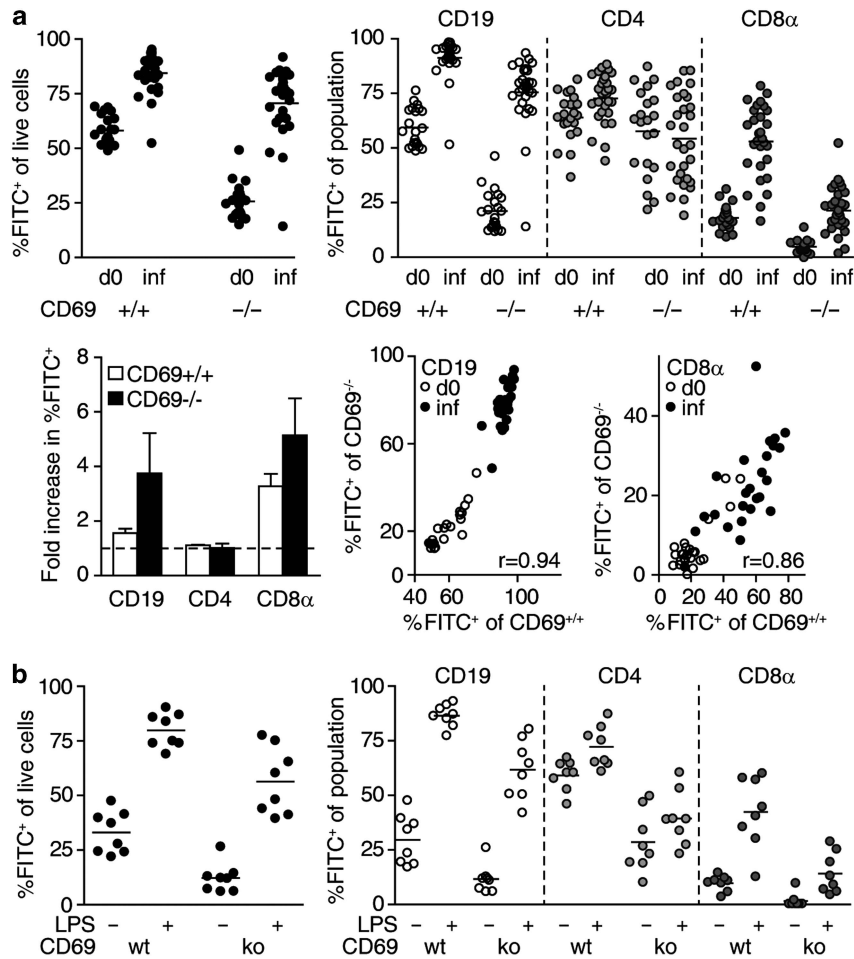 a
CD19 CD4 CD8α
%FITC⁺ of live cells
100
75
50
25
0
d0 inf d0 inf
CD69 +/+ −/−
%FITC⁺ of population
100
75
50
25
0
d0 inf d0 inf d0 inf d0 inf d0 inf d0 inf
+/+ −/− +/+ −/− +/+ −/−
Fold increase in %FITC⁺
8
6
4
2
0
CD69+/+
CD69-/-
CD19 CD4 CD8α
%FITC⁺ of CD69⁻/⁻
100
60
20
0
CD19
d0
inf
r=0.94
40 60 100
%FITC⁺ of CD69⁺/⁺
%FITC⁺ of CD69⁻/⁻
40
20
0
CD8α
d0
inf
r=0.86
0 20 40 60 80
%FITC⁺ of CD69⁺/⁺
b
CD19 CD4 CD8α
%FITC⁺ of live cells
100
75
50
25
0
LPS − + − +
CD69 wt ko
%FITC⁺ of population
100
75
50
25
0
− + − + − + − + − + − +
wt ko wt ko wt ko